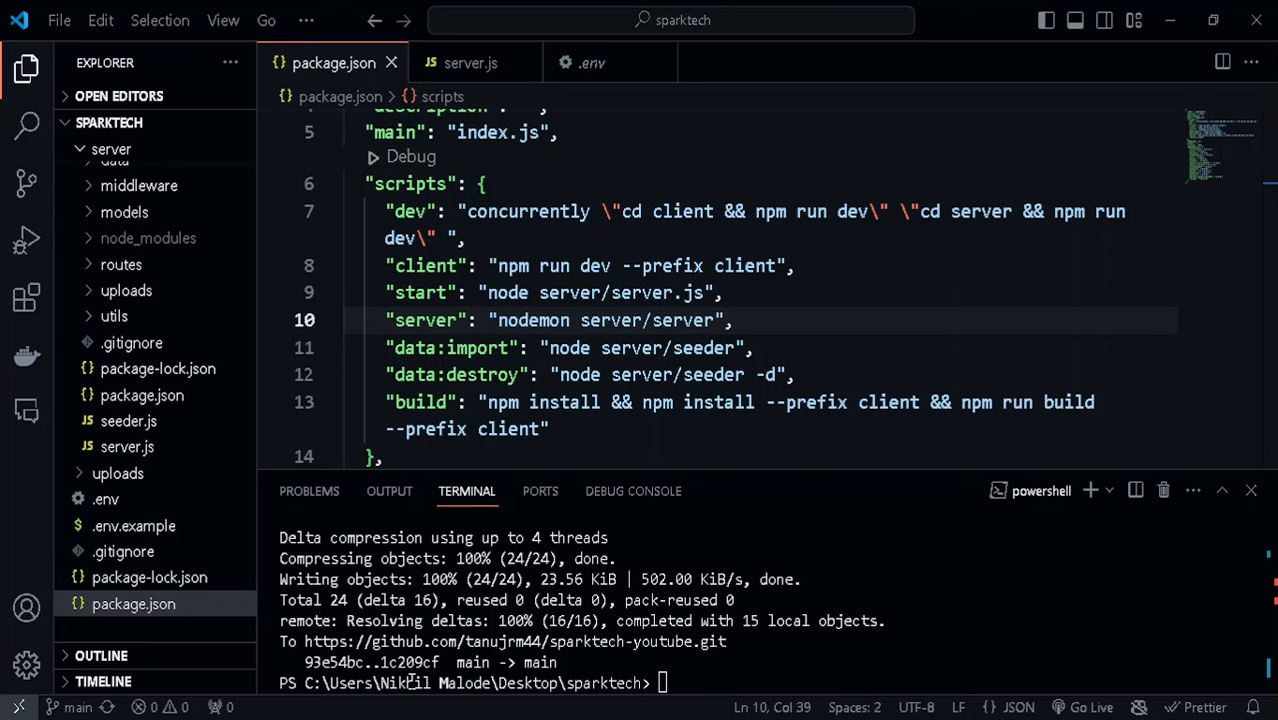 File Edit Selection View Go ··· sparktech
EXPLORER ···
OPEN EDITORS
SPARKTECH
server
data
middleware
models
node_modules
routes
uploads
utils
.gitignore
package-lock.json
package.json
seeder.js
server.js
uploads
.env
.env.example
.gitignore
package-lock.json
package.json
OUTLINE
TIMELINE
package.json server.js .env
package.json > scripts
"description": "",
5 "main": "index.js",
Debug
6 "scripts": {
7 "dev": "concurrently \"cd client && npm run dev\" \"cd server && npm run
dev\" ",
8 "client": "npm run dev --prefix client",
9 "start": "node server/server.js",
10 "server": "nodemon server/server",
11 "data:import": "node server/seeder",
12 "data:destroy": "node server/seeder -d",
13 "build": "npm install && npm install --prefix client && npm run build
--prefix client"
14 },
PROBLEMS OUTPUT TERMINAL PORTS DEBUG CONSOLE powershell
Delta compression using up to 4 threads
Compressing objects: 100% (24/24), done.
Writing objects: 100% (24/24), 23.56 KiB | 502.00 KiB/s, done.
Total 24 (delta 16), reused 0 (delta 0), pack-reused 0
remote: Resolving deltas: 100% (16/16), completed with 15 local objects.
To https://github.com/tanujrm44/sparktech-youtube.git
93e54bc..1c209cf main -> main
PS C:\Users\Nikhil Malode\Desktop\sparktech>
main 0 0 0 Ln 10, Col 39 Spaces: 2 UTF-8 LF {} JSON Go Live Prettier